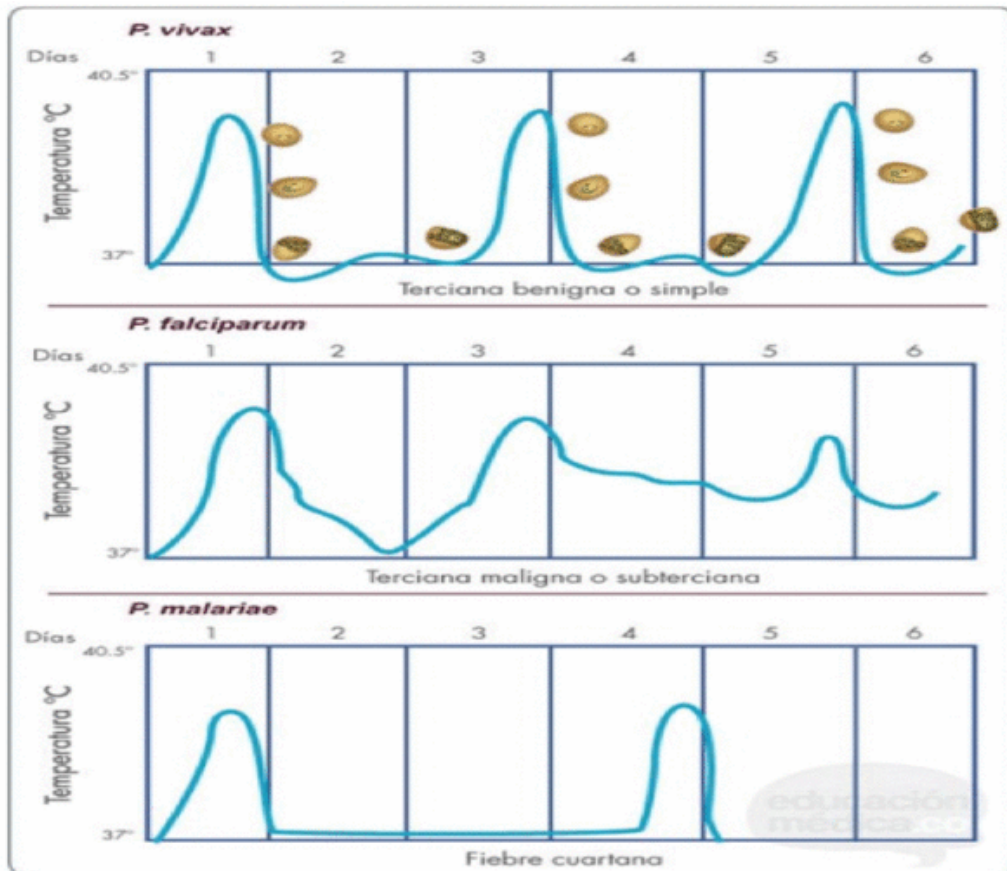 P. vivax
Días 1 2 3 4 5 6
40.5°
Temperatura °C
37°
Terciana benigna o simple
P. falciparum
Días 1 2 3 4 5 6
40.5°
Temperatura °C
37°
Terciana maligna o subterciana
P. malariae
Días 1 2 3 4 5 6
40.5°
Temperatura °C
37°
Fiebre cuartana
educación
médica.co